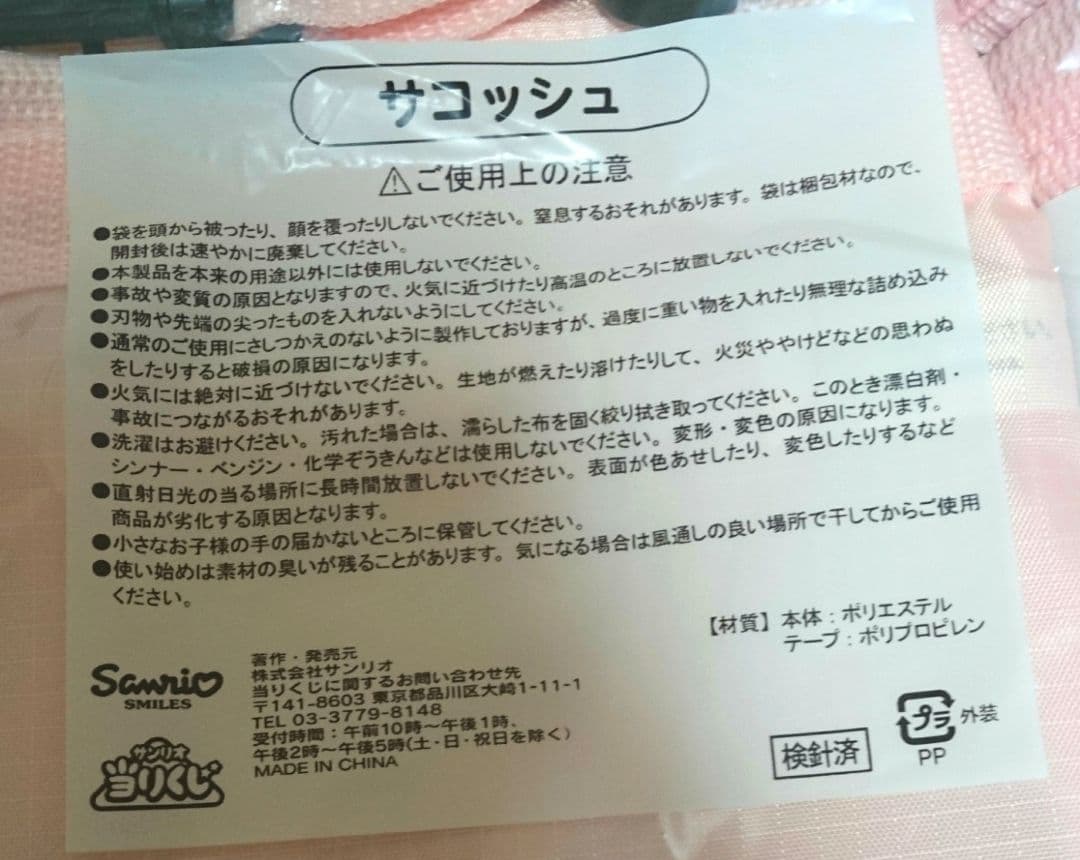 サコッシュ
⚠ご使用上の注意
●袋を頭から被ったり、顔を覆ったりしないでください。窒息するおそれがあります。袋は梱包材なので、
開封後は速やかに廃棄してください。
●本製品を本来の用途以外には使用しないでください。
●事故や変質の原因となりますので、火気に近づけたり高温のところに放置しないでください。
●刃物や先端の尖ったものを入れないようにしてください。
●通常のご使用にさしつかえのないように製作しておりますが、過度に重い物を入れたり無理な詰め込み
をしたりすると破損の原因になります。
●火気には絶対に近づけないでください。生地が燃えたり溶けたりして、火災ややけどなどの思わぬ
事故につながるおそれがあります。
●洗濯はお避けください。汚れた場合は、濡らした布を固く絞り拭き取ってください。このとき漂白剤・
シンナー・ベンジン・化学ぞうきんなどは使用しないでください。変形・変色の原因になります。
●直射日光の当る場所に長時間放置しないでください。表面が色あせしたり、変色したりするなど
商品が劣化する原因となります。
●小さなお子様の手の届かないところに保管してください。
●使い始めは素材の臭いが残ることがあります。気になる場合は風通しの良い場所で干してからご使用
ください。
【材質】本体：ポリエステル
テープ：ポリプロピレン
Sanrio
SMILES
サンリオ
当りくじ
著作・発売元
株式会社サンリオ
当りくじに関するお問い合わせ先
〒141-8603 東京都品川区大崎1-11-1
TEL 03-3779-8148
受付時間：午前10時～午後1時、
午後2時～午後5時(土・日・祝日を除く)
MADE IN CHINA
検針済
プラ 外装
PP